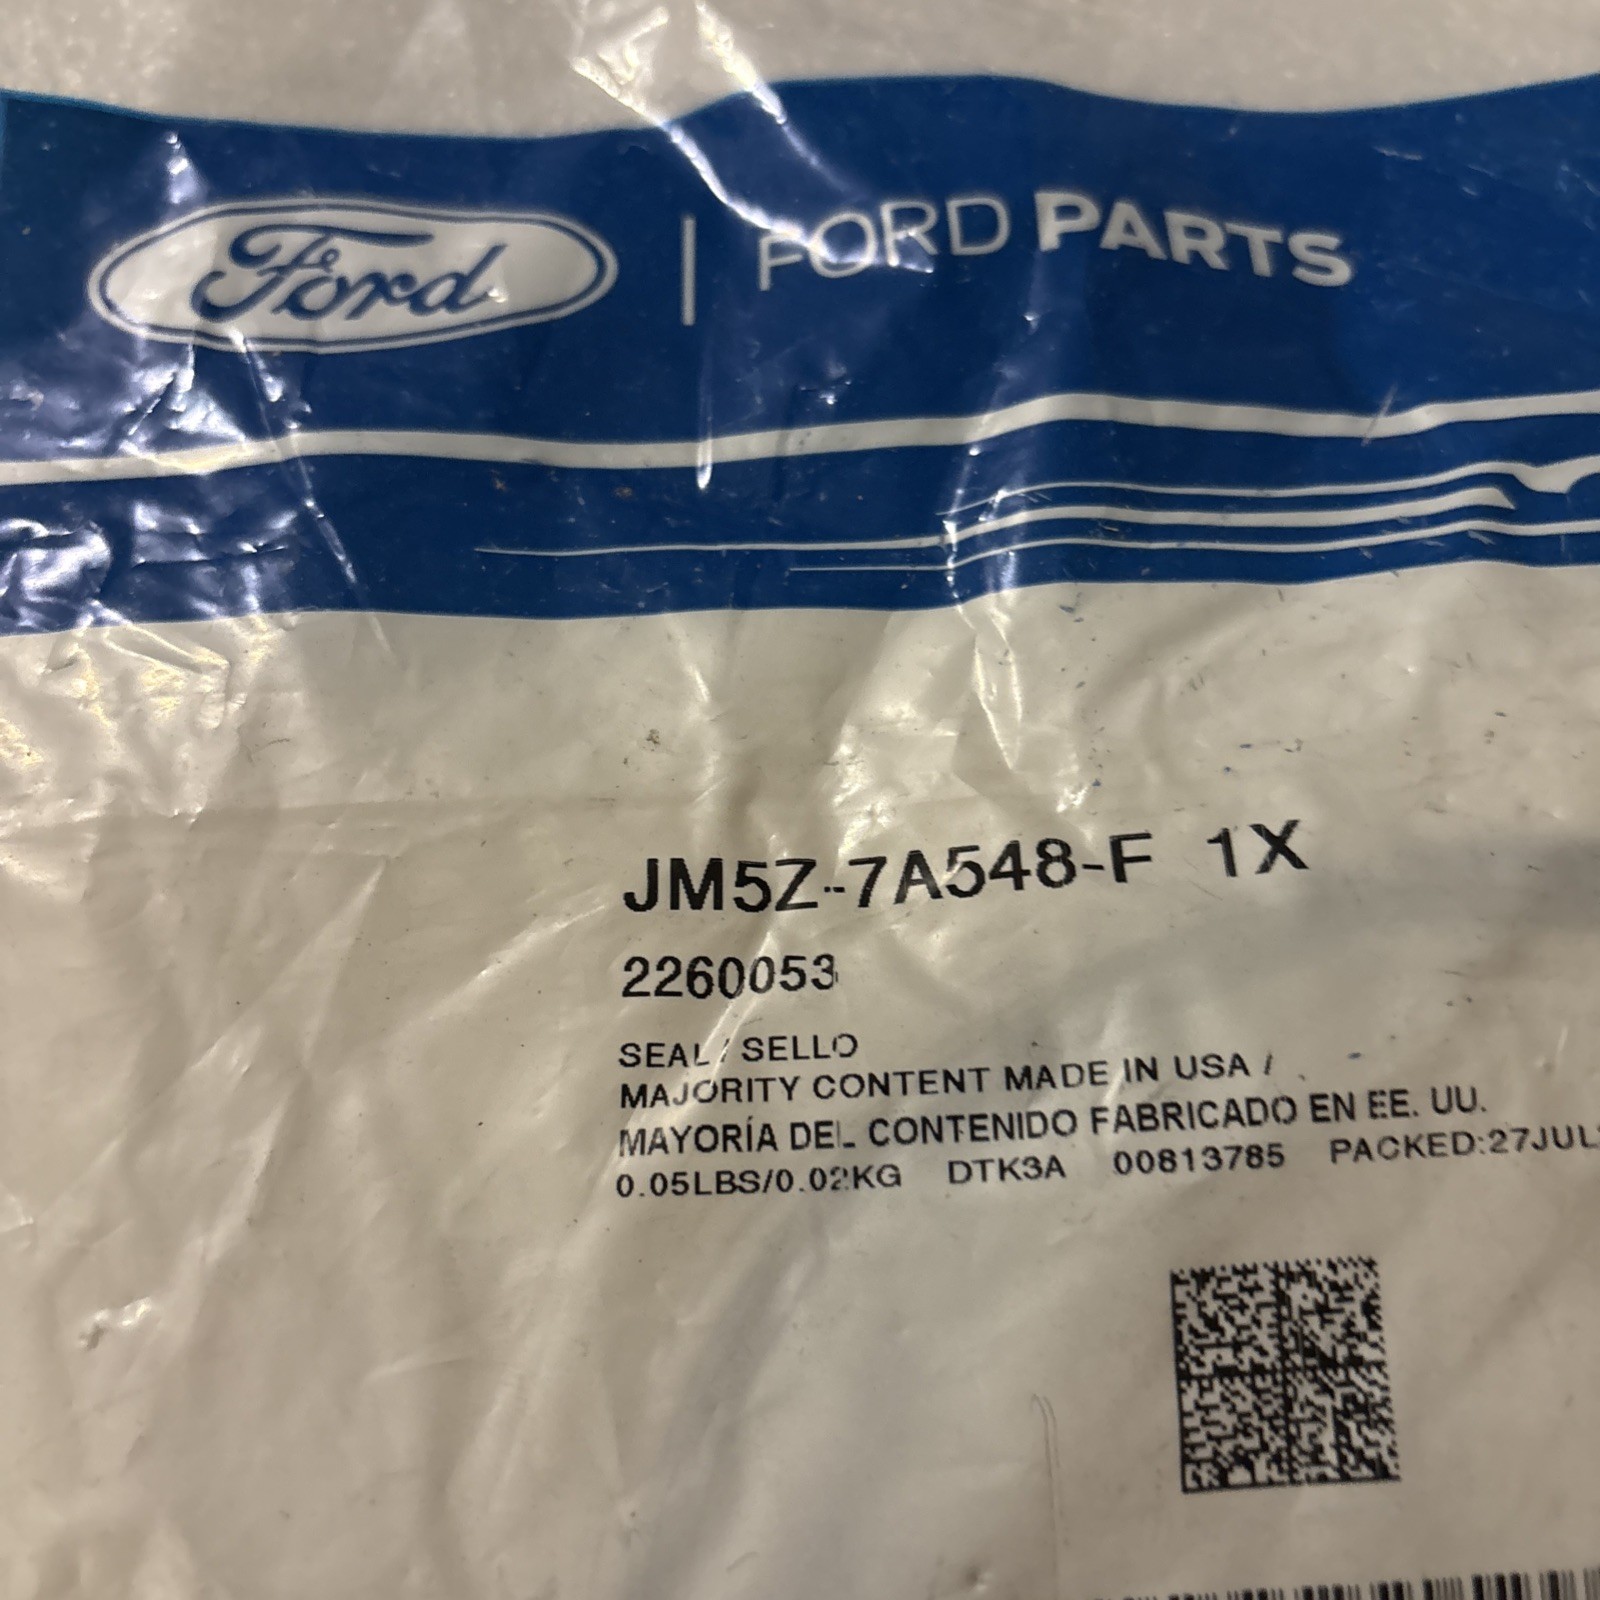 Ford | FORD PARTS
JM5Z-7A548-F 1X
2260053
SEAL / SELLO
MAJORITY CONTENT MADE IN USA /
MAYORÍA DEL CONTENIDO FABRICADO EN EE. UU.
0.05LBS/0.02KG DTK3A 00813785 PACKED:27JUL